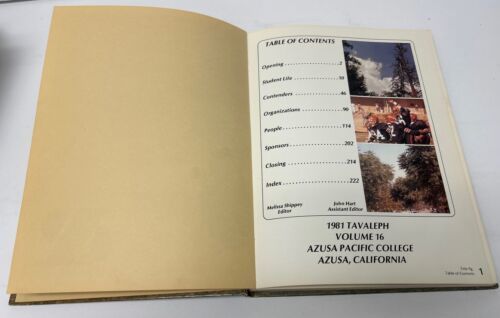 TABLE OF CONTENTS
Opening....................2
Student Life................10
Contenders................46
Organizations..............90
People....................114
Sponsors..................202
Closing...................214
Index.....................222
Melissa Shippey
Editor
John Hart
Assistant Editor
1981 TAVALEPH
VOLUME 16
AZUSA PACIFIC COLLEGE
AZUSA, CALIFORNIA
Title Pg.
Table of Contents 1